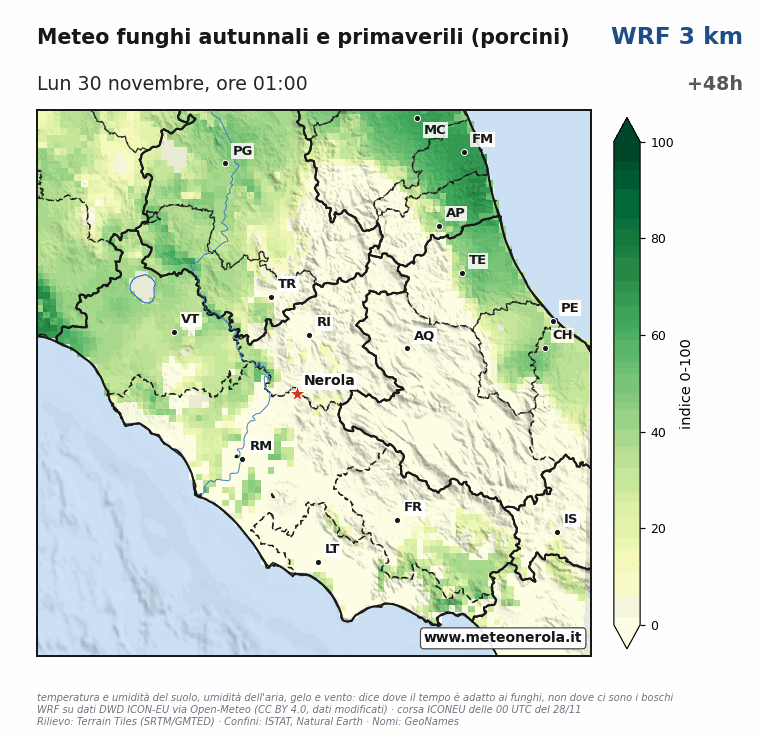 Meteo funghi autunnali e primaverili (porcini)
WRF 3 km
Lun 30 novembre, ore 01:00
+48h
MC
FM
PG
AP
TE
TR
PE
VT
RI
AQ
CH
Nerola
RM
FR
IS
LT
www.meteonerola.it
100
80
60
40
20
0
indice 0-100
temperatura e umidità del suolo, umidità dell'aria, gelo e vento: dice dove il tempo è adatto ai funghi, non dove ci sono i boschi
WRF su dati DWD ICON-EU via Open-Meteo (CC BY 4.0, dati modificati) · corsa ICONEU delle 00 UTC del 28/11
Rilievo: Terrain Tiles (SRTM/GMTED) · Confini: ISTAT, Natural Earth · Nomi: GeoNames